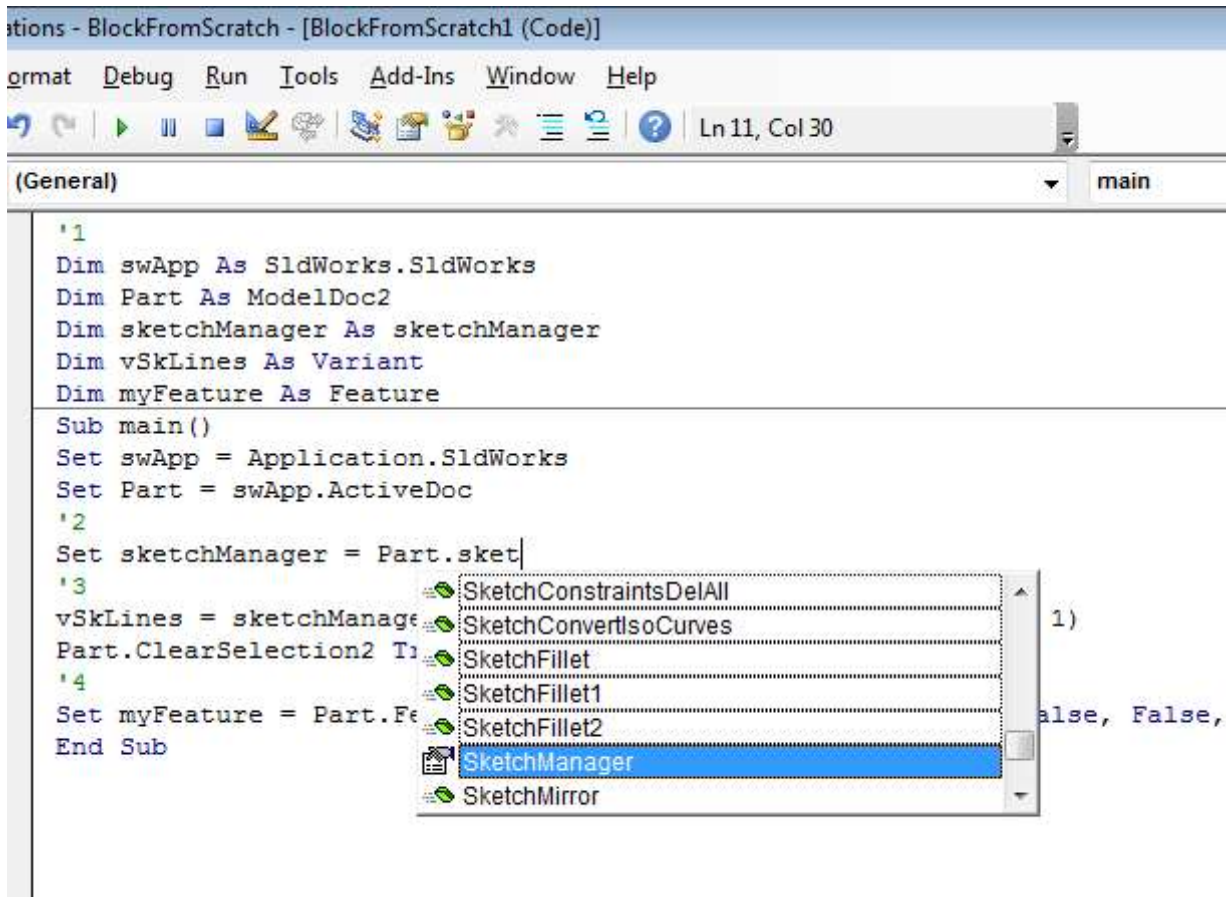 ations - BlockFromScratch - [BlockFromScratch1 (Code)]
ormat Debug Run Tools Add-Ins Window Help
Ln 11, Col 30
(General) main
'1
Dim swApp As SldWorks.SldWorks
Dim Part As ModelDoc2
Dim sketchManager As sketchManager
Dim vSkLines As Variant
Dim myFeature As Feature
Sub main()
Set swApp = Application.SldWorks
Set Part = swApp.ActiveDoc
'2
Set sketchManager = Part.sket
'3
vSkLines = sketchManage 1)
Part.ClearSelection2 Tr
'4
Set myFeature = Part.Fe alse, False,
End Sub
SketchConstraintsDelAll
SketchConvertIsoCurves
SketchFillet
SketchFillet1
SketchFillet2
SketchManager
SketchMirror